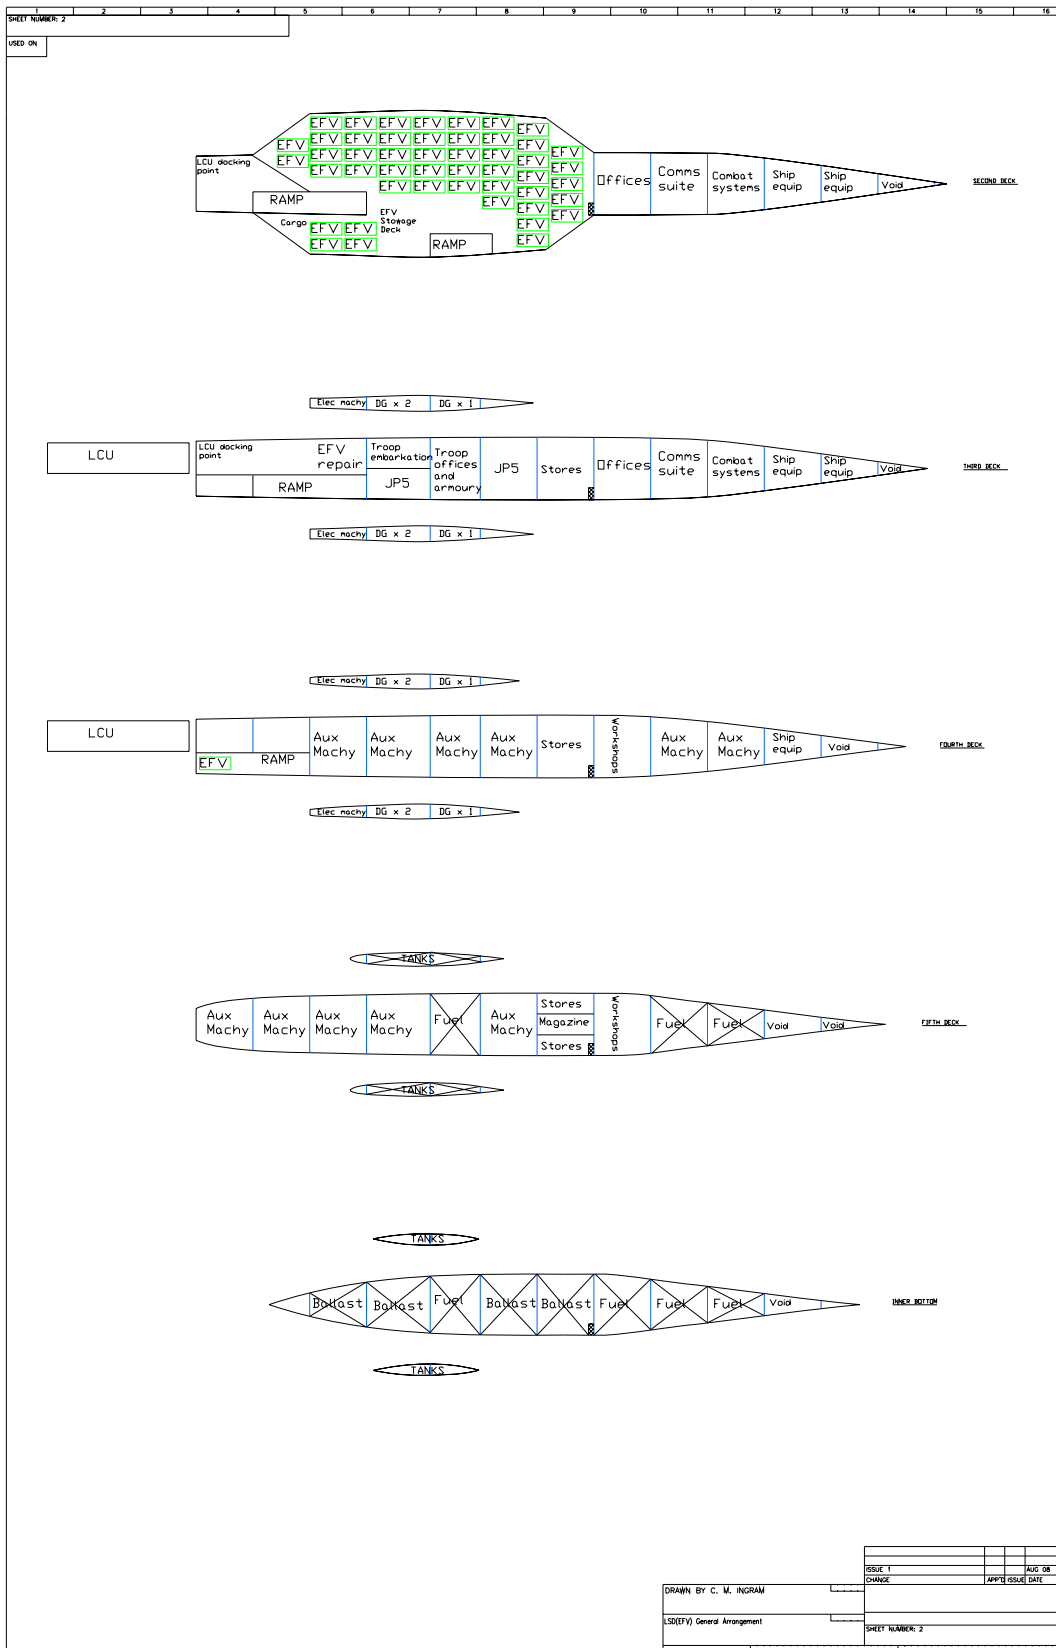 1 2 3 4 5 6 7 8 9 10 11 12 13 14 15 16
SHEET NUMBER: 2
USED ON
EFV EFV EFV EFV EFV EFV EFV
EFV EFV EFV EFV EFV EFV EFV EFV
EFV
EFV EFV EFV EFV EFV EFV EFV EFV
EFV
EFV EFV EFV EFV EFV EFV EFV
EFV
EFV EFV EFV EFV EFV
EFV
EFV EFV
EFV
EFV
EFV EFV
EFV
EFV EFV
LCU docking
point
RAMP
Cargo
EFV
Stowage
Deck
RAMP
Offices
Comms
suite
Combat
systems
Ship
equip
Ship
equip
Void
SECOND DECK
Elec machy DG x 2 DG x 1
LCU
LCU docking
point
EFV
repair
RAMP
Troop
embarkation
JP5
Troop
offices
and
armoury
JP5
Stores
Offices
Comms
suite
Combat
systems
Ship
equip
Ship
equip
Void
THIRD DECK
Elec machy DG x 2 DG x 1
Elec machy DG x 2 DG x 1
LCU
EFV
RAMP
Aux
Machy
Aux
Machy
Aux
Machy
Aux
Machy
Stores
Workshops
Aux
Machy
Aux
Machy
Ship
equip
Void
FOURTH DECK
Elec machy DG x 2 DG x 1
TANKS
Aux
Machy
Aux
Machy
Aux
Machy
Aux
Machy
Fuel
Aux
Machy
Stores
Magazine
Stores
Workshops
Fuel
Fuel
Void
Void
FIFTH DECK
TANKS
TANKS
Ballast Ballast Fuel Ballast Ballast Fuel Fuel Fuel Void
INNER BOTTOM
TANKS
ISSUE 1 AUG 08
CHANGE APP'D ISSUE DATE
DRAWN BY C. M. INGRAM
LSD(EFV) General Arrangement
SHEET NUMBER: 2